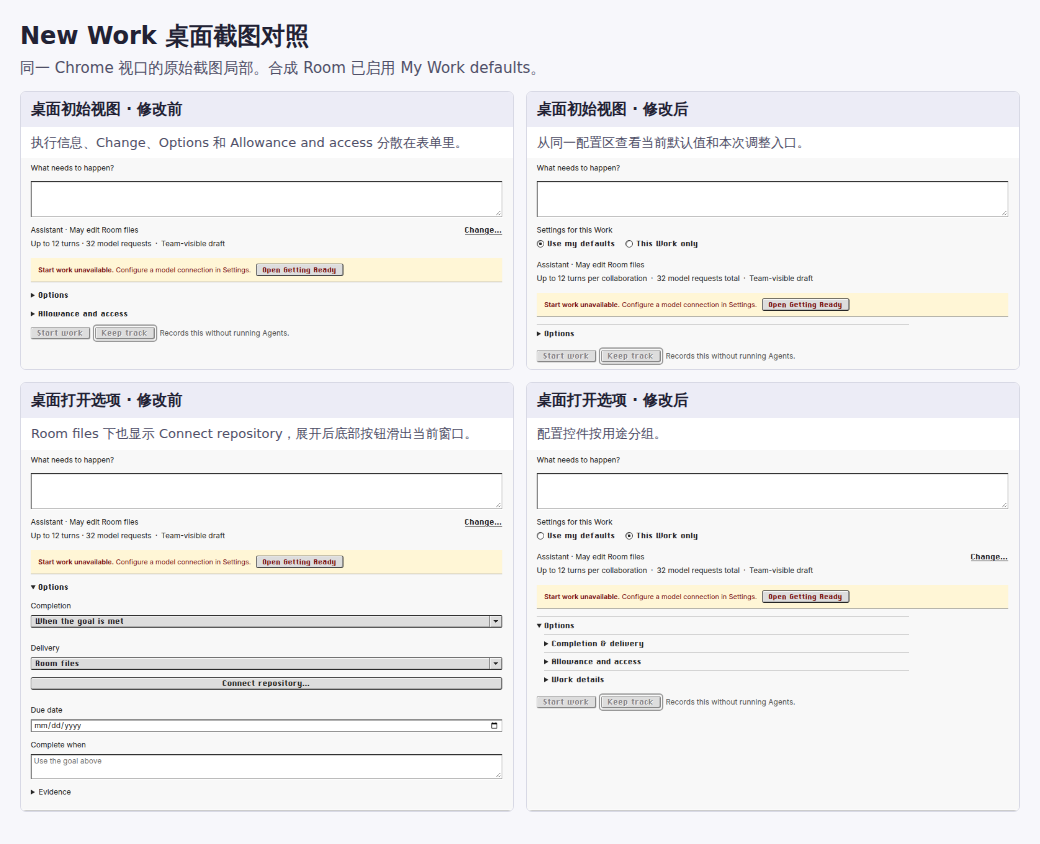 New Work 桌面截图对照
同一 Chrome 视口的原始截图局部。合成 Room 已启用 My Work defaults。
桌面初始视图 · 修改前
执行信息、Change、Options 和 Allowance and access 分散在表单里。
What needs to happen?
Assistant · May edit Room files
Change...
Up to 12 turns · 32 model requests · Team-visible draft
Start work unavailable. Configure a model connection in Settings. Open Getting Ready
Options
Allowance and access
Start work Keep track Records this without running Agents.
桌面初始视图 · 修改后
从同一配置区查看当前默认值和本次调整入口。
What needs to happen?
Settings for this Work
Use my defaults This Work only
Assistant · May edit Room files
Up to 12 turns per collaboration · 32 model requests total · Team-visible draft
Start work unavailable. Configure a model connection in Settings. Open Getting Ready
Options
Start work Keep track Records this without running Agents.
桌面打开选项 · 修改前
Room files 下也显示 Connect repository，展开后底部按钮滑出当前窗口。
What needs to happen?
Assistant · May edit Room files
Change...
Up to 12 turns · 32 model requests · Team-visible draft
Start work unavailable. Configure a model connection in Settings. Open Getting Ready
Options
Completion
When the goal is met
Delivery
Room files
Connect repository...
Due date
mm/dd/yyyy
Complete when
Use the goal above
Evidence
桌面打开选项 · 修改后
配置控件按用途分组。
What needs to happen?
Settings for this Work
Use my defaults This Work only
Assistant · May edit Room files
Change...
Up to 12 turns per collaboration · 32 model requests total · Team-visible draft
Start work unavailable. Configure a model connection in Settings. Open Getting Ready
Options
Completion & delivery
Allowance and access
Work details
Start work Keep track Records this without running Agents.